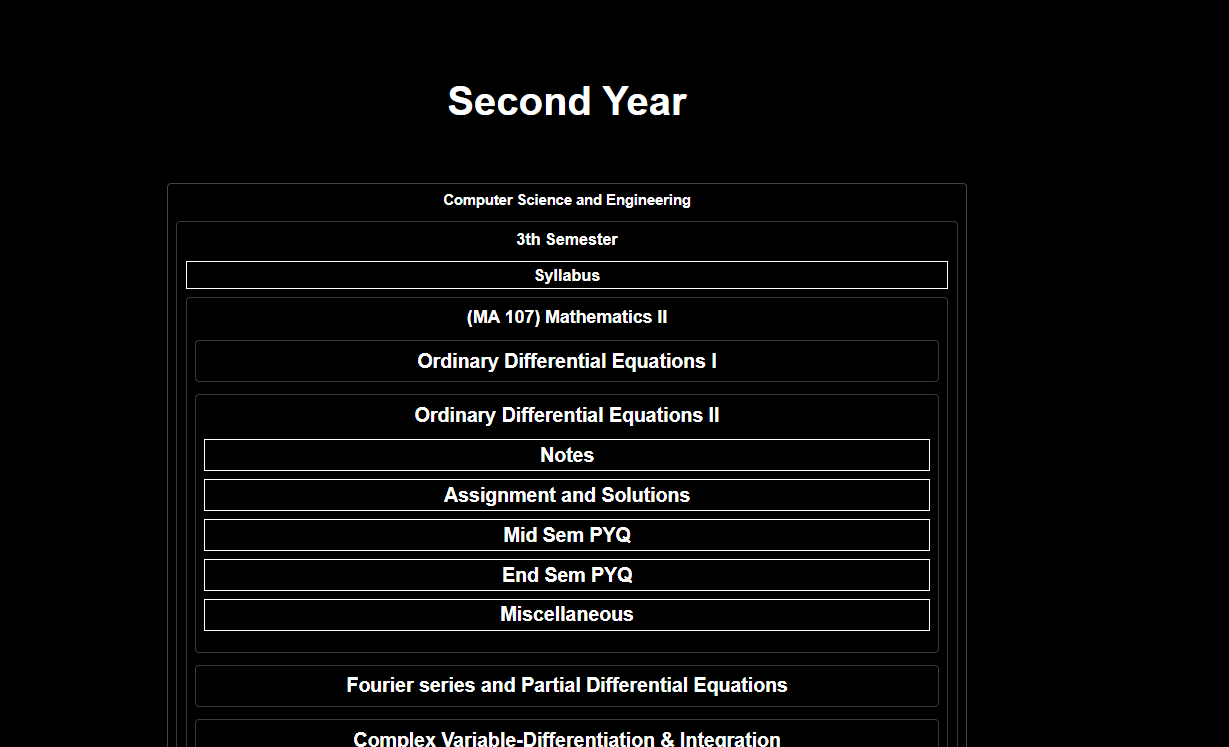 Second Year
Computer Science and Engineering
3th Semester
Syllabus
(MA 107) Mathematics II
Ordinary Differential Equations I
Ordinary Differential Equations II
Notes
Assignment and Solutions
Mid Sem PYQ
End Sem PYQ
Miscellaneous
Fourier series and Partial Differential Equations
Complex Variable-Differentiation & Integration